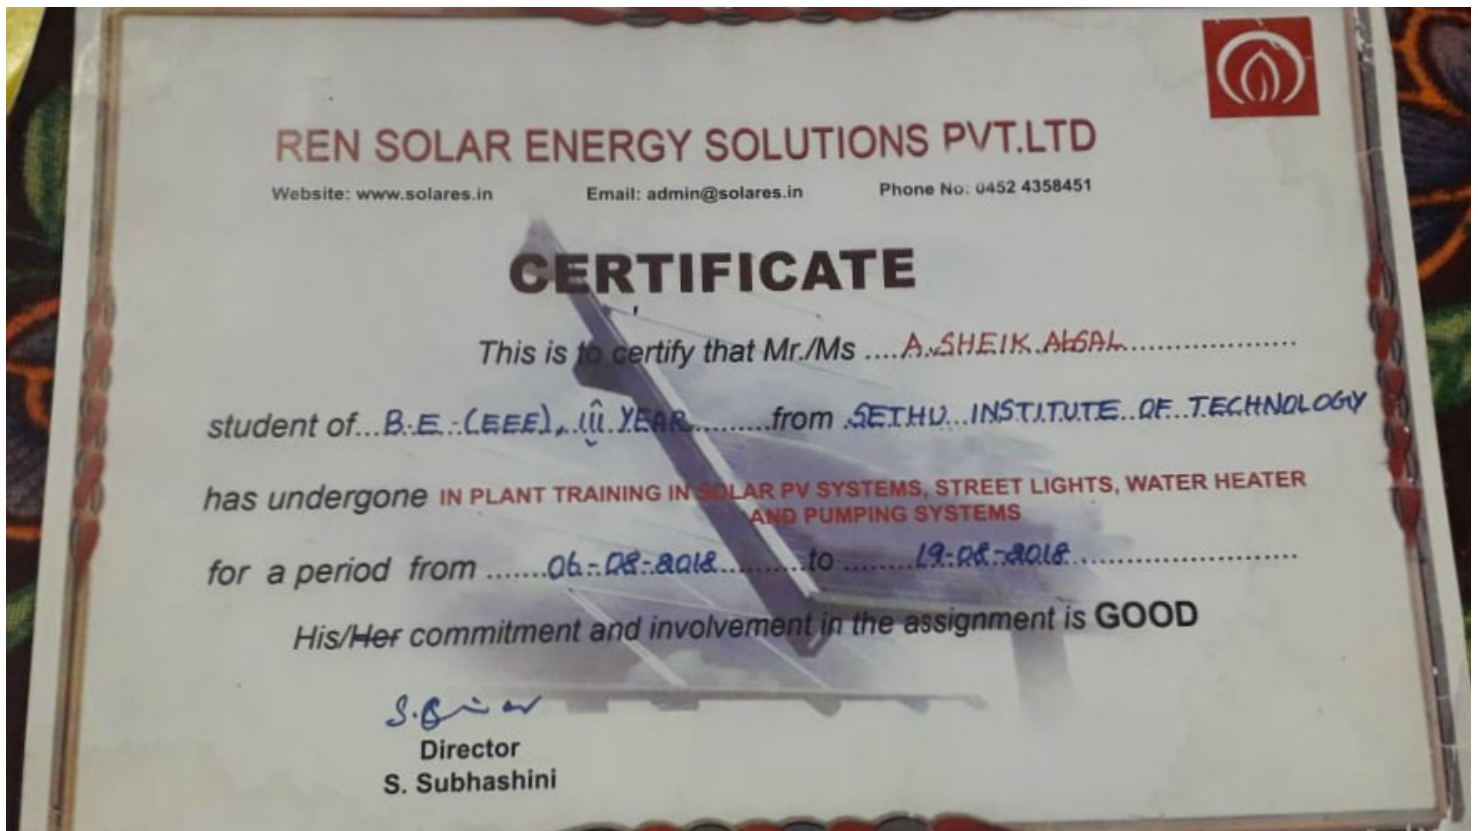 REN SOLAR ENERGY SOLUTIONS PVT.LTD
Website: www.solares.in Email: admin@solares.in Phone No: 0452 4358451
CERTIFICATE
This is to certify that Mr./Ms ....A.SHEIK ABSAL......................
student of...B.E.-(EEE), III YEAR.........from .SETHU...INSTITUTE..OF..TECHNOLOGY
has undergone IN PLANT TRAINING IN SOLAR PV SYSTEMS, STREET LIGHTS, WATER HEATER
AND PUMPING SYSTEMS
for a period from .......06-08-2018..........to ........19-08-2018.............................
His/Her commitment and involvement in the assignment is GOOD
Director
S. Subhashini